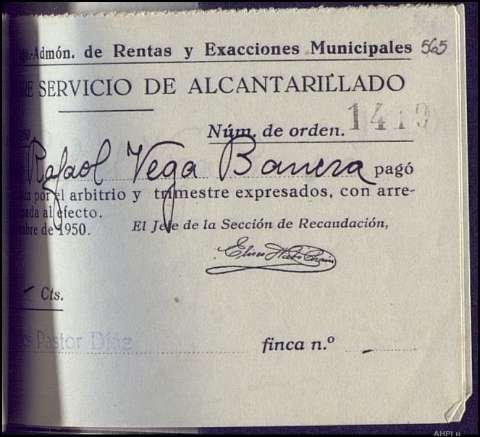 -Admón. de Rentas y Exacciones Municipales 565
SERVICIO DE ALCANTARILLADO
Núm. de orden. 1419
Rafael Vega Barrera pagó
por el arbitrio y trimestre expresados, con arre-
al efecto.
bre de 1950. El Jefe de la Sección de Recaudación,
Cts.
Pastor Díaz finca n.º